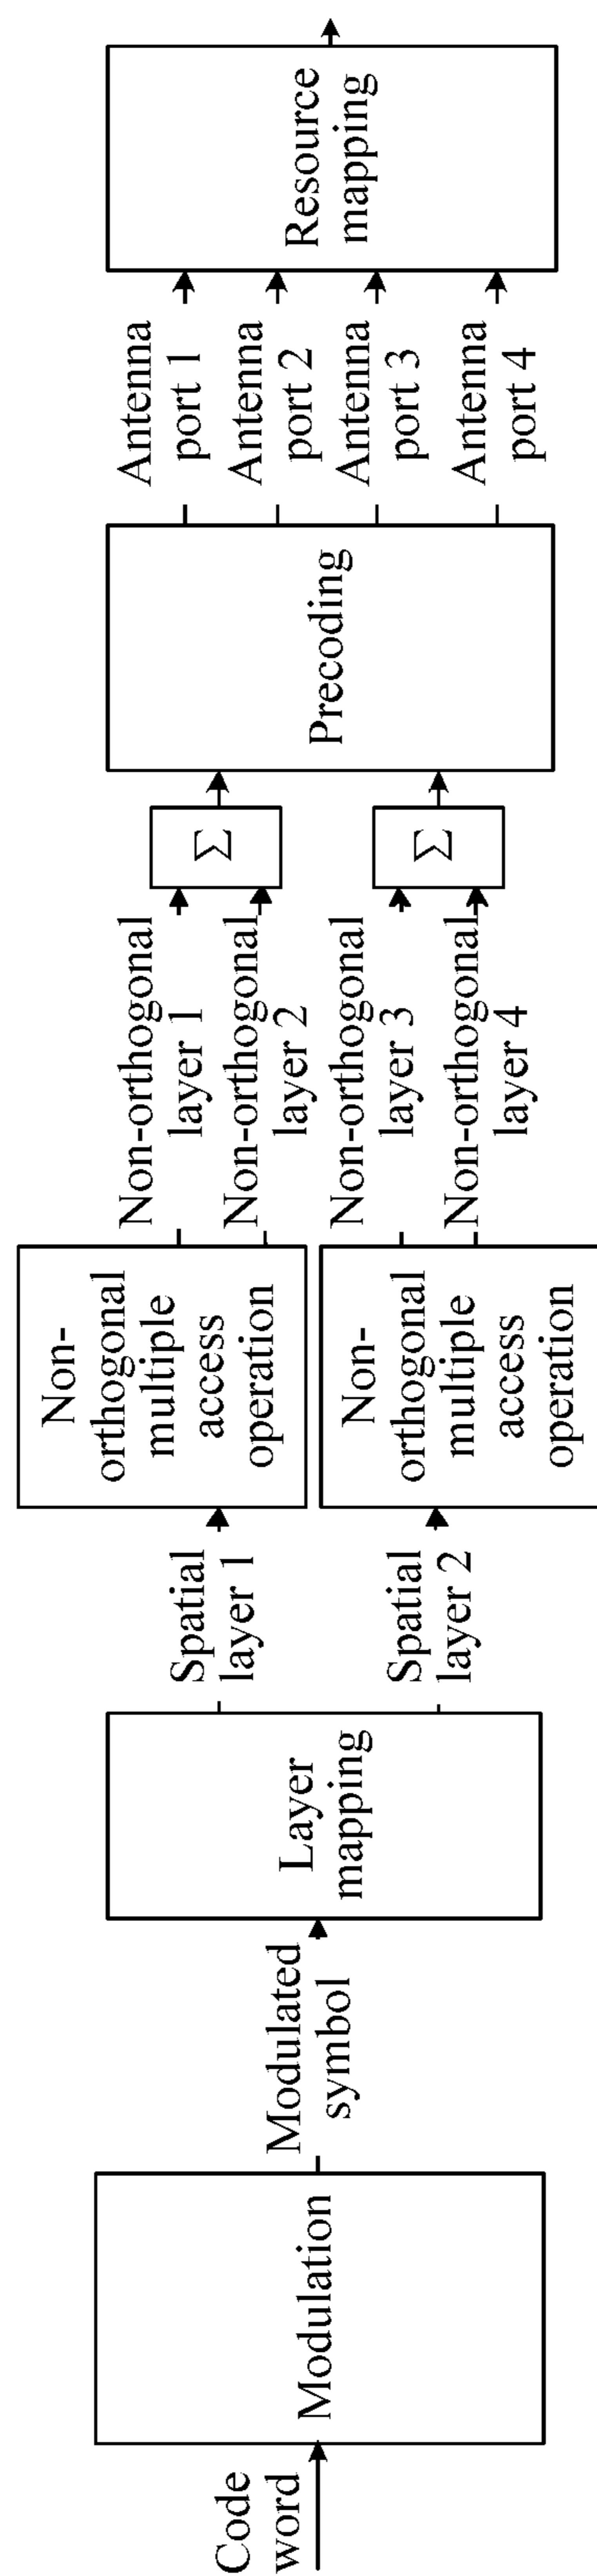 Code
word
Modulation
Modulated
symbol
Layer
mapping
Spatial
layer 1
Spatial
layer 2
Non-
orthogonal
multiple
access
operation
Non-
orthogonal
multiple
access
operation
Non-orthogonal
layer 1
Non-orthogonal
layer 2
Non-orthogonal
layer 3
Non-orthogonal
layer 4
Σ
Σ
Precoding
Antenna
port 1
Antenna
port 2
Antenna
port 3
Antenna
port 4
Resource
mapping